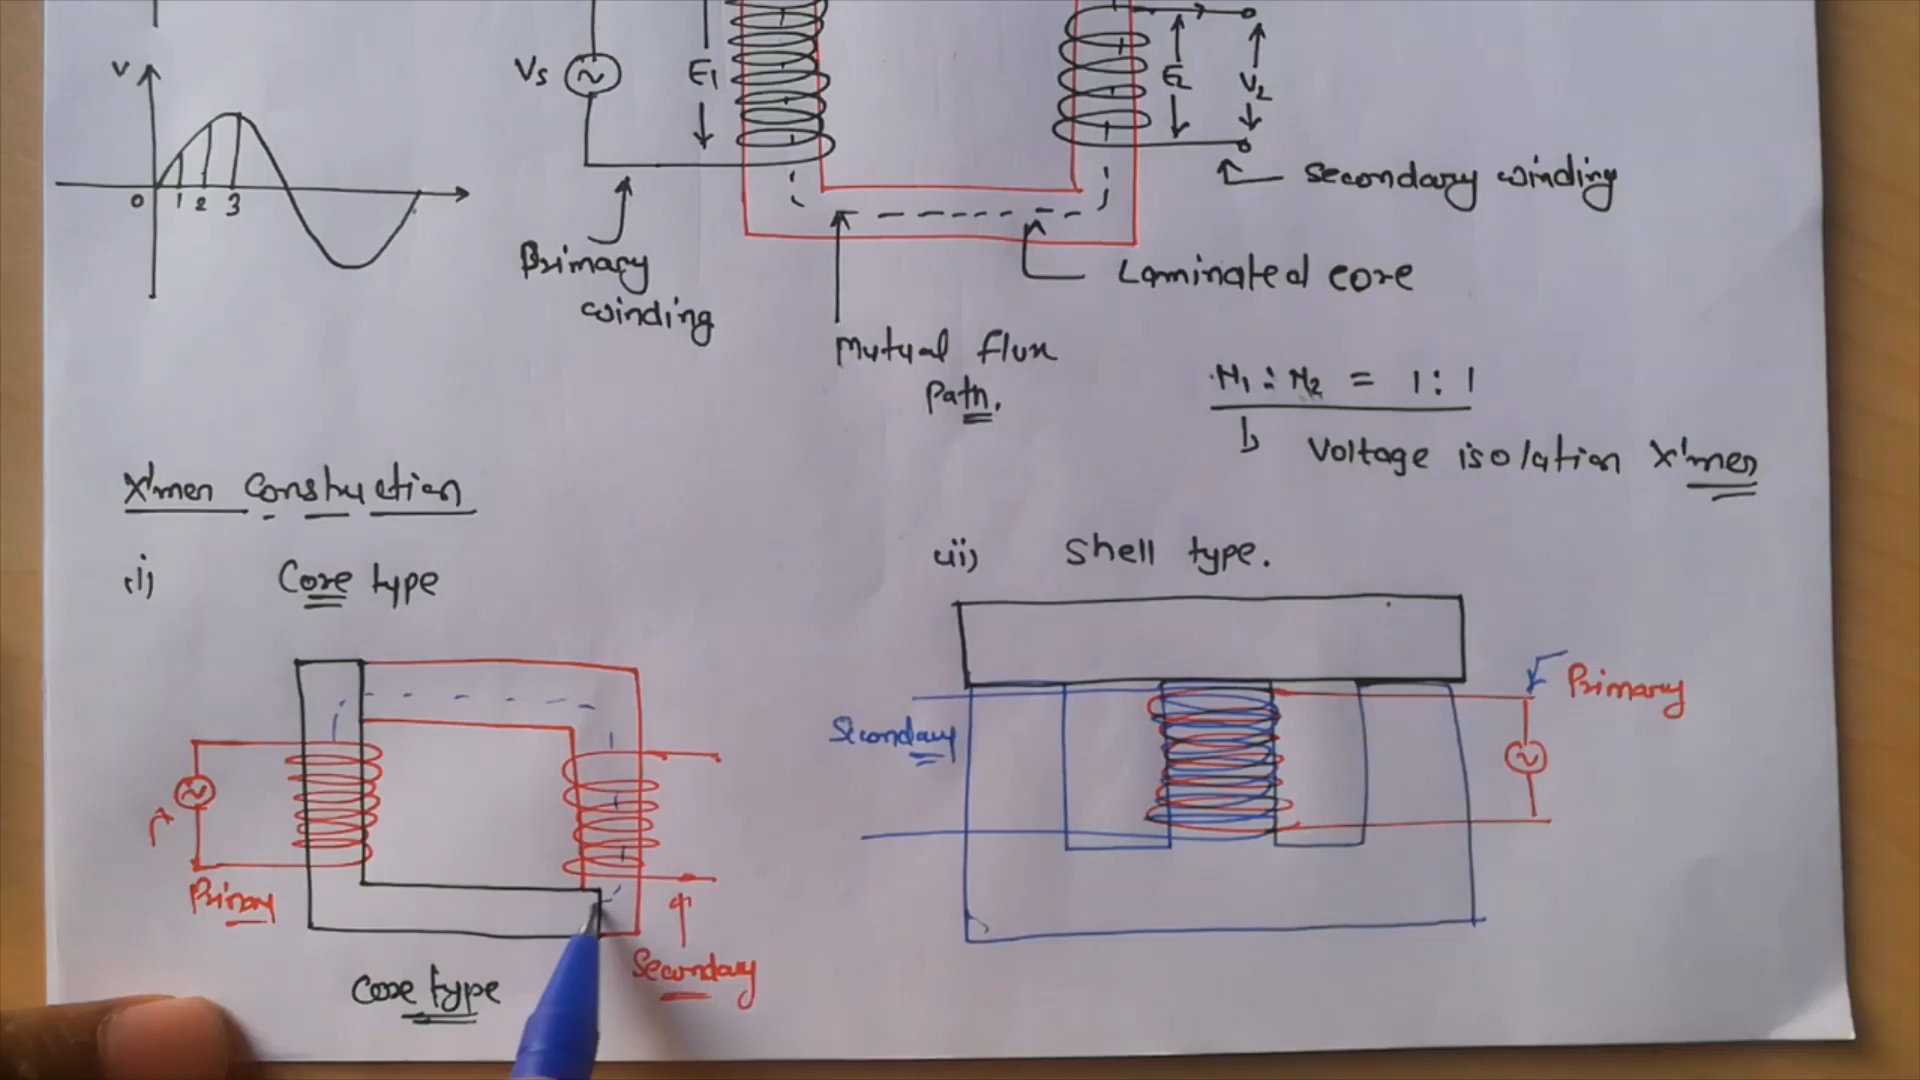 V
0 1 2 3
Vs
E1
E2
V2
Primary
winding
Secondary winding
Laminated core
Mutual flux
Path.
N1 : N2 = 1 : 1
Voltage isolation X'mer
X'mer Construction
(i) Core type
(ii) Shell type.
Primary
Secondary
Core type
Secondary
Primary